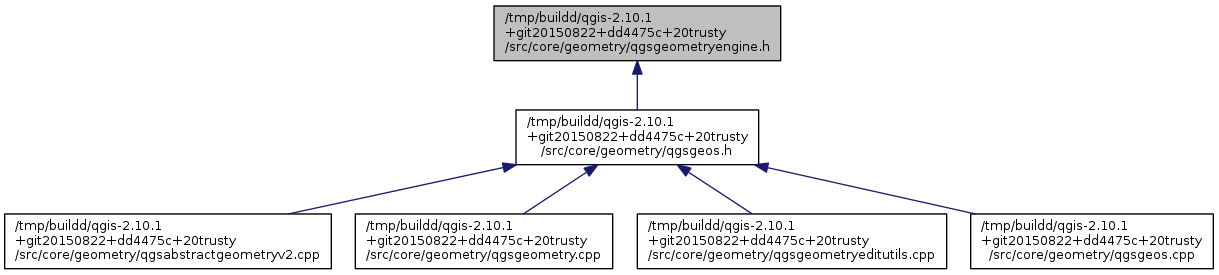 /tmp/buildd/qgis-2.10.1
+git20150822+dd4475c+20trusty
/src/core/geometry/qgsgeometryengine.h
/tmp/buildd/qgis-2.10.1
+git20150822+dd4475c+20trusty
/src/core/geometry/qgsgeos.h
/tmp/buildd/qgis-2.10.1
+git20150822+dd4475c+20trusty
/src/core/geometry/qgsabstractgeometryv2.cpp
/tmp/buildd/qgis-2.10.1
+git20150822+dd4475c+20trusty
/src/core/geometry/qgsgeometry.cpp
/tmp/buildd/qgis-2.10.1
+git20150822+dd4475c+20trusty
/src/core/geometry/qgsgeometryeditutils.cpp
/tmp/buildd/qgis-2.10.1
+git20150822+dd4475c+20trusty
/src/core/geometry/qgsgeos.cpp